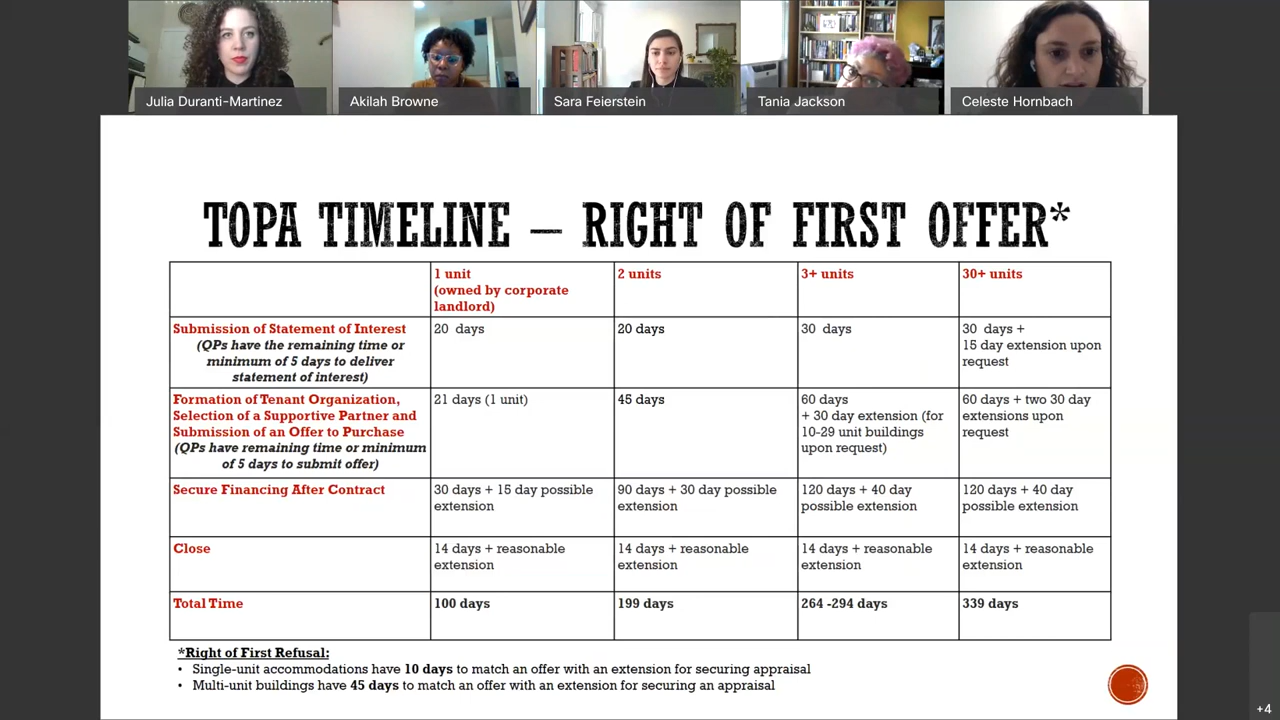 Julia Duranti-Martinez
Akilah Browne
Sara Feierstein
Tania Jackson
Celeste Hornbach
TOPA TIMELINE – RIGHT OF FIRST OFFER*
1 unit
(owned by corporate
landlord)
2 units
3+ units
30+ units
Submission of Statement of Interest
(QPs have the remaining time or
minimum of 5 days to deliver
statement of interest)
20 days
20 days
30 days
30 days +
15 day extension upon
request
Formation of Tenant Organization,
Selection of a Supportive Partner and
Submission of an Offer to Purchase
(QPs have remaining time or minimum
of 5 days to submit offer)
21 days (1 unit)
45 days
60 days
+ 30 day extension (for
10-29 unit buildings
upon request)
60 days + two 30 day
extensions upon
request
Secure Financing After Contract
30 days + 15 day possible
extension
90 days + 30 day possible
extension
120 days + 40 day
possible extension
120 days + 40 day
possible extension
Close
14 days + reasonable
extension
14 days + reasonable
extension
14 days + reasonable
extension
14 days + reasonable
extension
Total Time
100 days
199 days
264 -294 days
339 days
*Right of First Refusal:
• Single-unit accommodations have 10 days to match an offer with an extension for securing appraisal
• Multi-unit buildings have 45 days to match an offer with an extension for securing an appraisal
+4